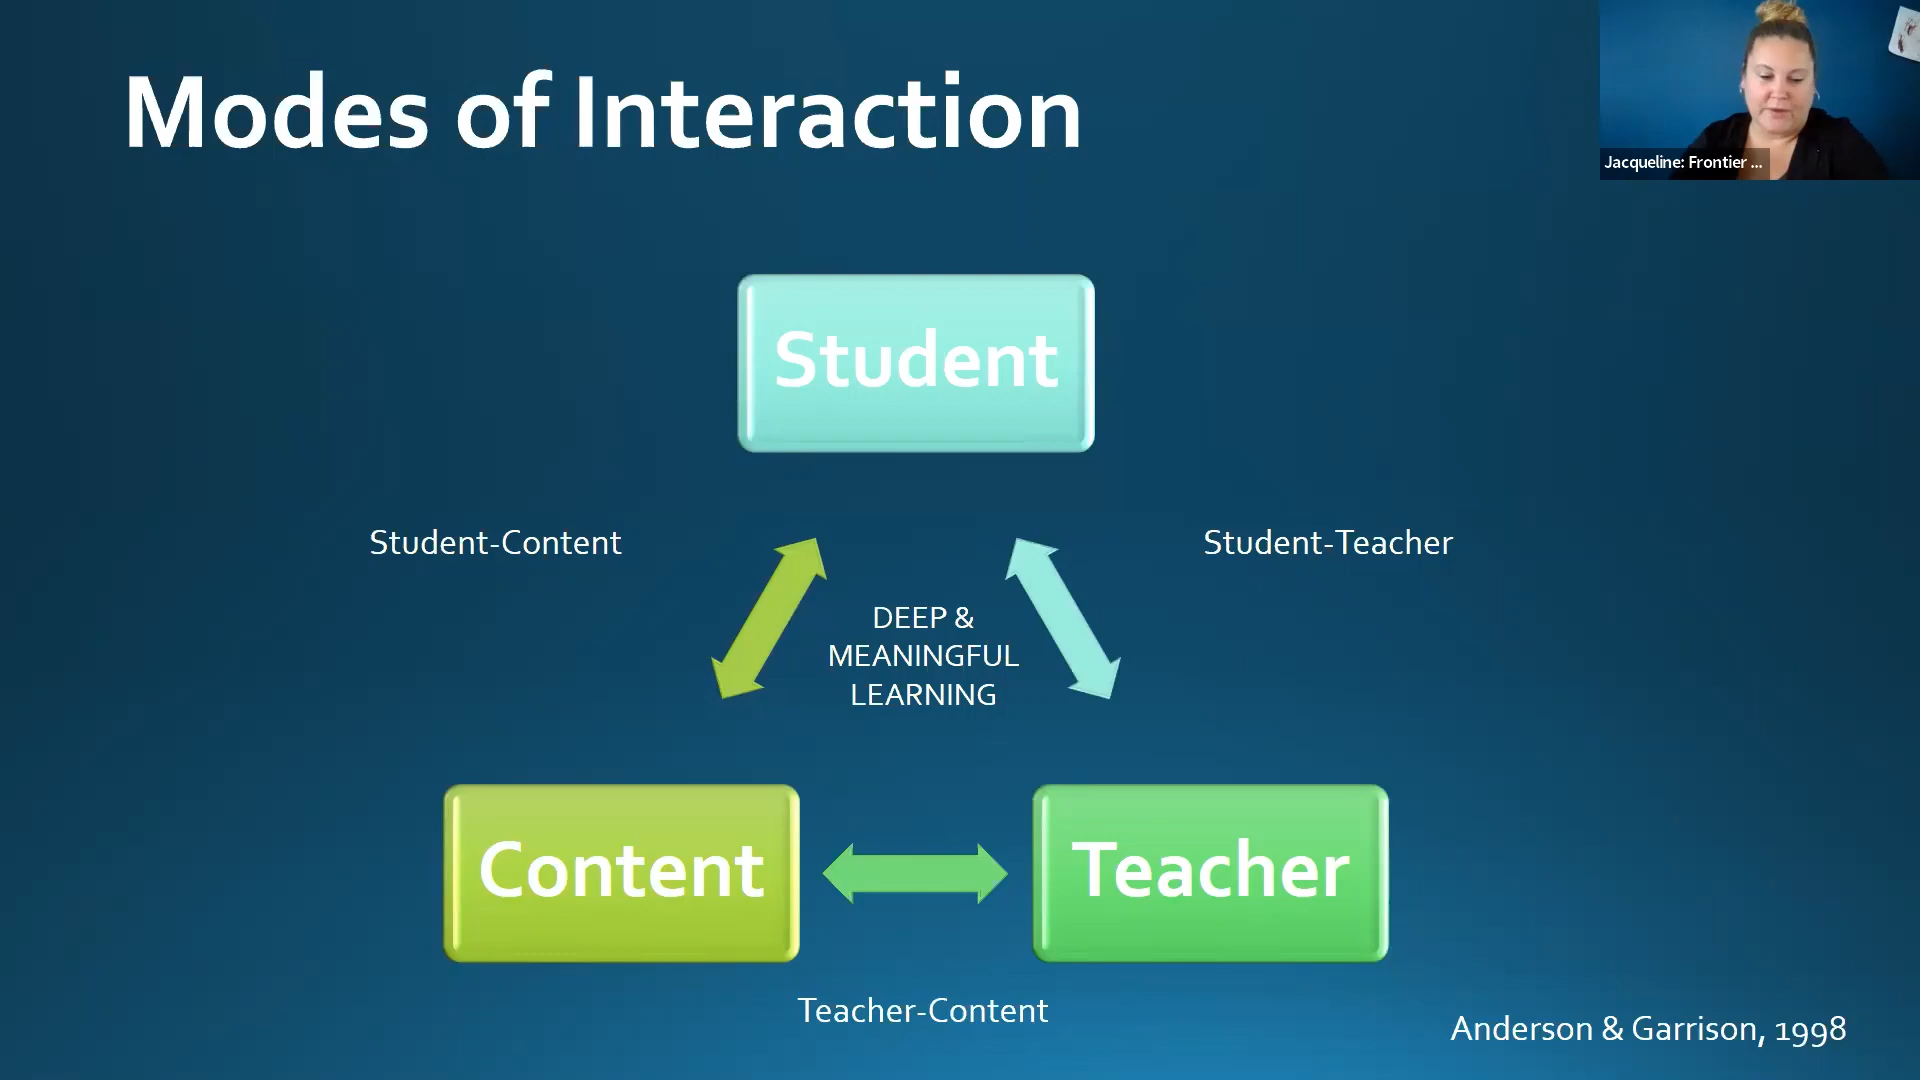 Modes of Interaction
Jacqueline: Frontier ...
Student
Student-Content
Student-Teacher
DEEP &
MEANINGFUL
LEARNING
Content
Teacher
Teacher-Content
Anderson & Garrison, 1998